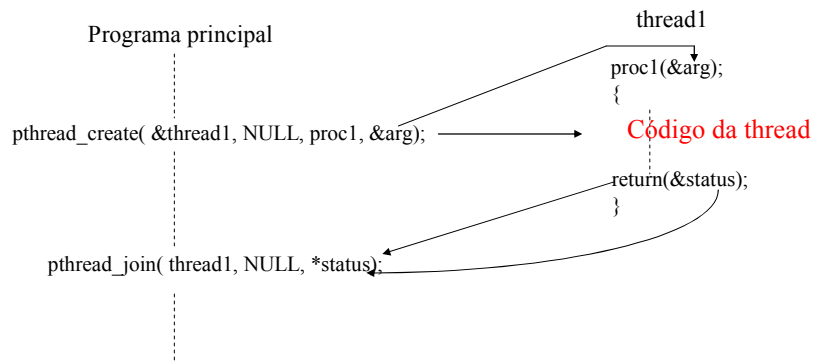 thread1
Programa principal
proc1(&arg);
{
pthread_create( &thread1, NULL, proc1, &arg);
Código da thread
return(&status);
}
pthread_join( thread1, NULL, *status);